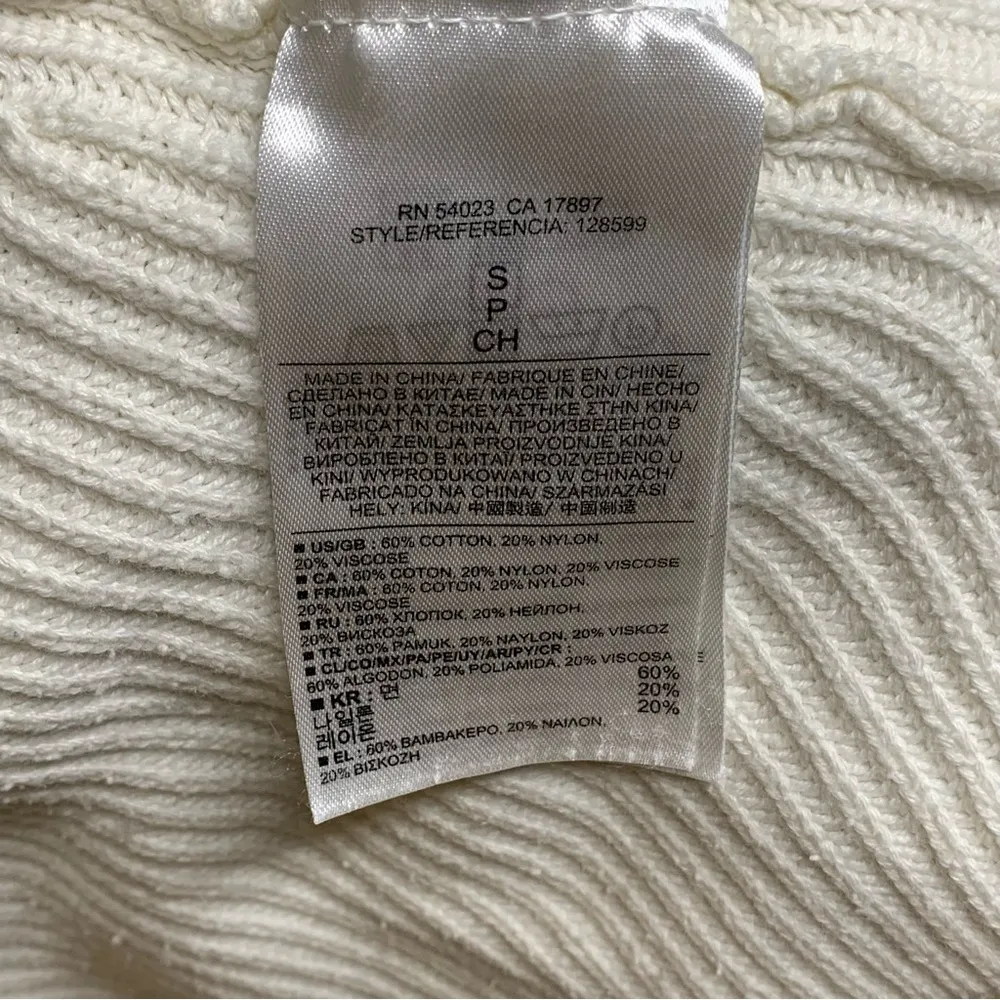 RN 54023 CA 17897
STYLE/REFERENCIA: 128599
S
P
CH
MADE IN CHINA/ FABRIQUE EN CHINE/
СДЕЛАНО В КИТАЕ/ MADE IN CIN/ HECHO
EN CHINA/ ΚΑΤΑΣΚΕΥΑΣΤΗΚΕ ΣΤΗΝ ΚΙΝΑ/
FABRICAT ÎN CHINA/ ПРОИЗВЕДЕНО В
КИТАЙ/ ZEMLJA PROIZVODNJE KINA/
ВИРОБЛЕНО В КИТАЇ/ PROIZVEDENO U
KINI/ WYPRODUKOWANO W CHINACH/
FABRICADO NA CHINA/ SZÁRMAZÁSI
HELY: KÍNA/ 中國製造/ 中国制造
■ US/GB : 60% COTTON, 20% NYLON,
20% VISCOSE
■ CA : 60% COTON, 20% NYLON, 20% VISCOSE
■ FR/MA : 60% COTON, 20% NYLON,
20% VISCOSE
■ RU : 60% ХЛОПОК, 20% НЕЙЛОН,
20% ВИСКОЗА
■ TR : 60% PAMUK, 20% NAYLON, 20% VISKOZ
■ CL/CO/MX/PA/PE/UY/AR/PY/CR :
60% ALGODON, 20% POLIAMIDA, 20% VISCOSA
■ KR : 면 60%
나일론 20%
레이온 20%
■ EL : 60% ΒΑΜΒΑΚΕΡΟ, 20% ΝΑΙΛΟΝ,
20% ΒΙΣΚΟΖΗ